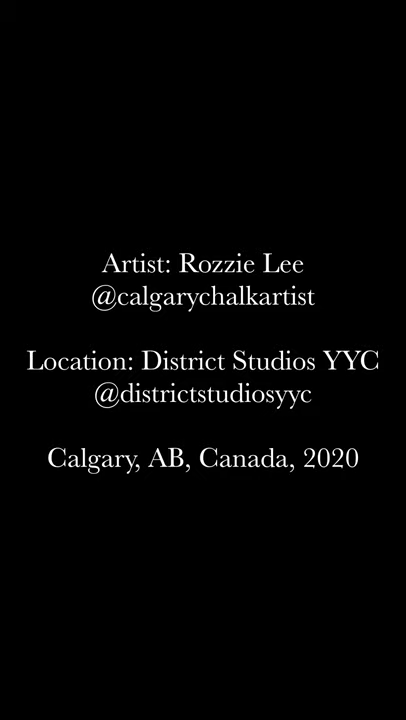 Artist: Rozzie Lee
@calgarychalkartist
Location: District Studios YYC
@districtstudiosyyc
Calgary, AB, Canada, 2020